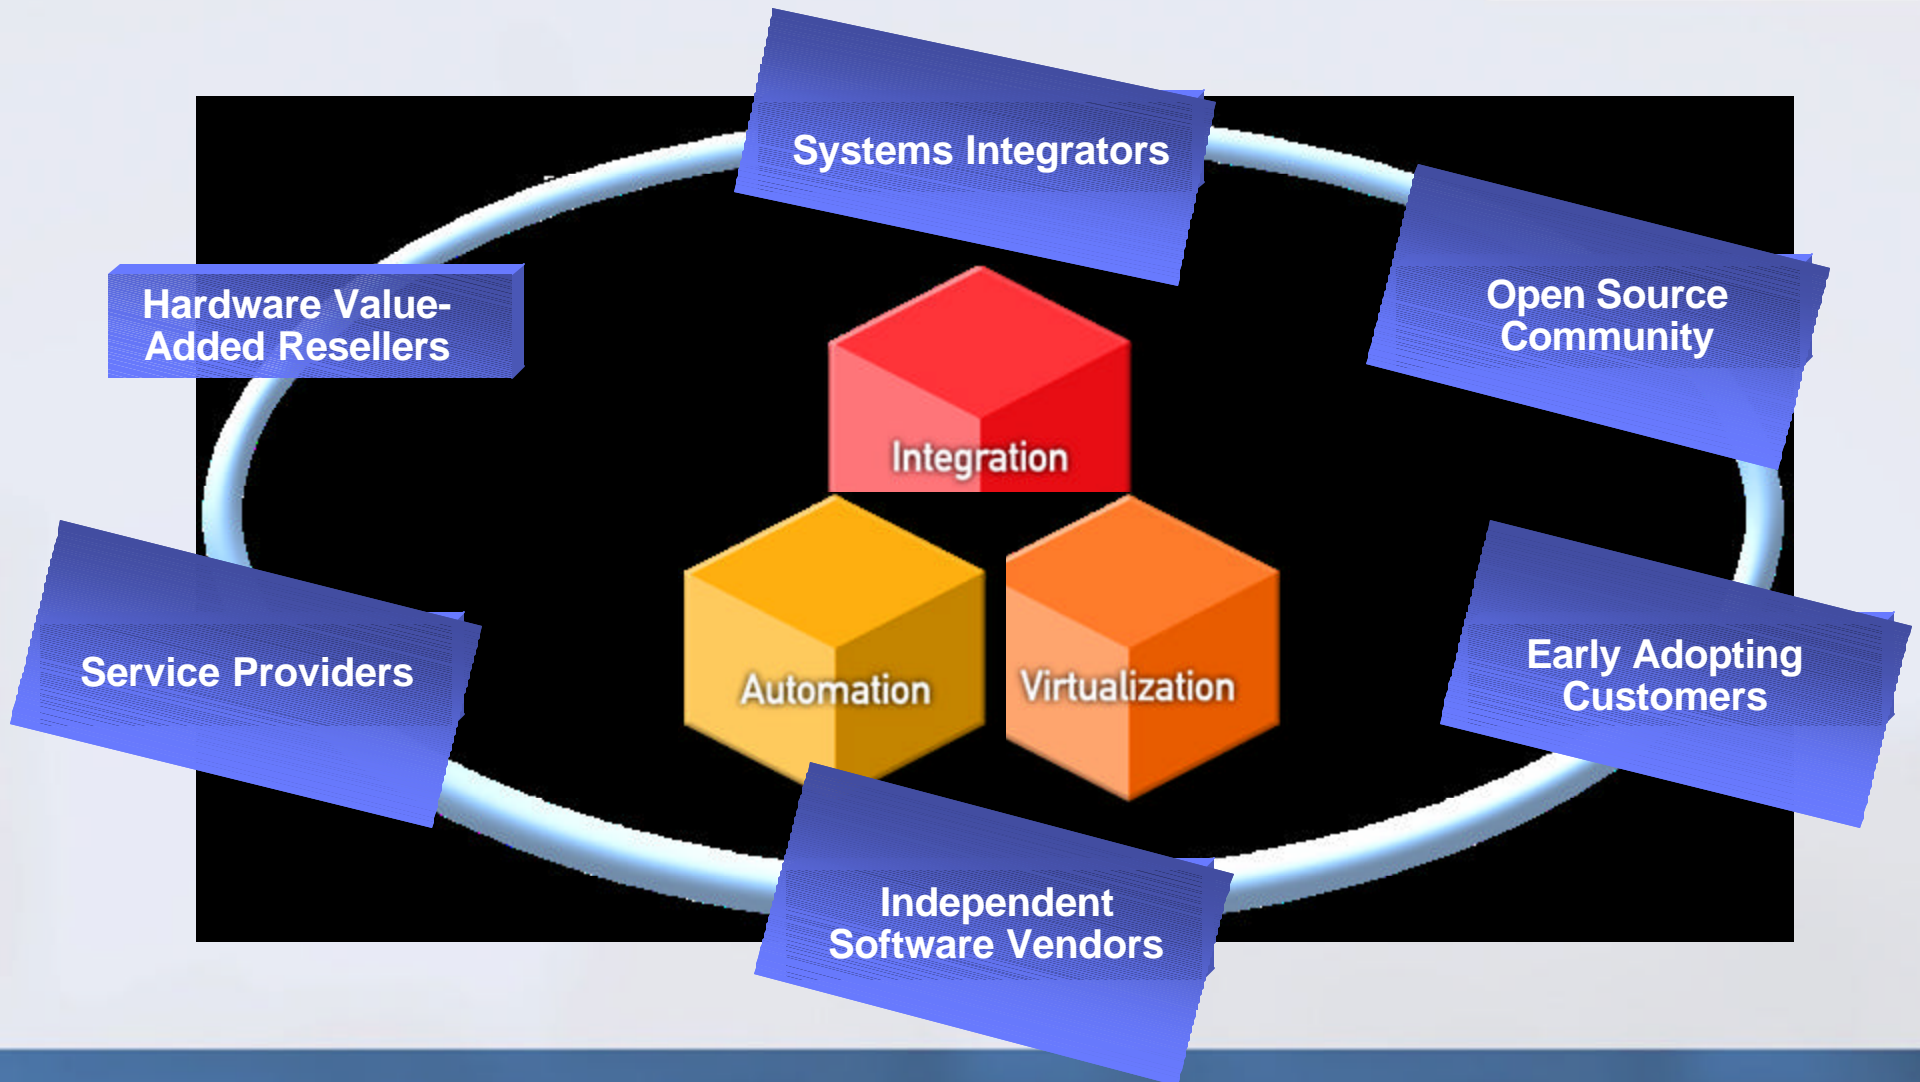 Systems Integrators
Open Source
Community
Hardware Value-
Added Resellers
Integration
Service Providers
Automation
Virtualization
Early Adopting
Customers
Independent
Software Vendors